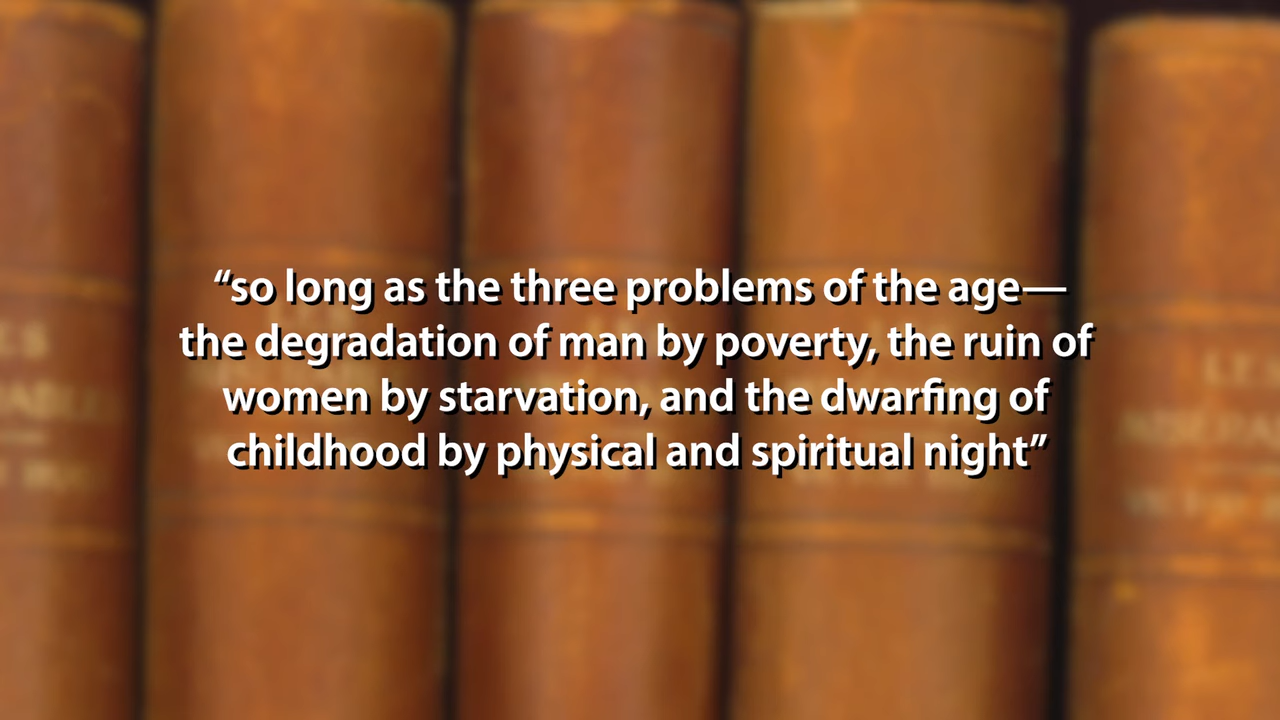 “so long as the three problems of the age—
the degradation of man by poverty, the ruin of
women by starvation, and the dwarfing of
childhood by physical and spiritual night”